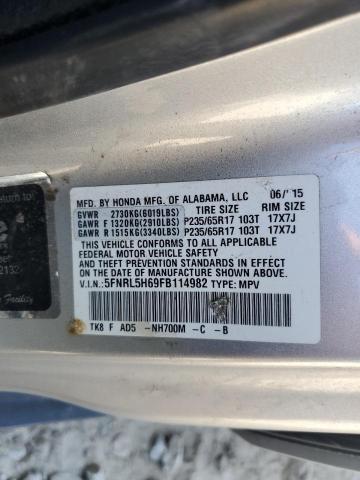 MFD. BY HONDA MFG. OF ALABAMA, LLC 06/'15
GVWR 2730KG(6019LBS) TIRE SIZE RIM SIZE
GAWR F 1320KG(2910LBS) P235/65R17 103T 17X7J
GAWR R 1515KG(3340LBS) P235/65R17 103T 17X7J
THIS VEHICLE CONFORMS TO ALL APPLICABLE
FEDERAL MOTOR VEHICLE SAFETY
AND THEFT PREVENTION STANDARDS IN EFFECT
ON THE DATE OF MANUFACTURE SHOWN ABOVE.
V.I.N.: 5FNRL5H69FB114982 TYPE: MPV
TK8 F AD5 -NH700M -C -B
2132
Facility